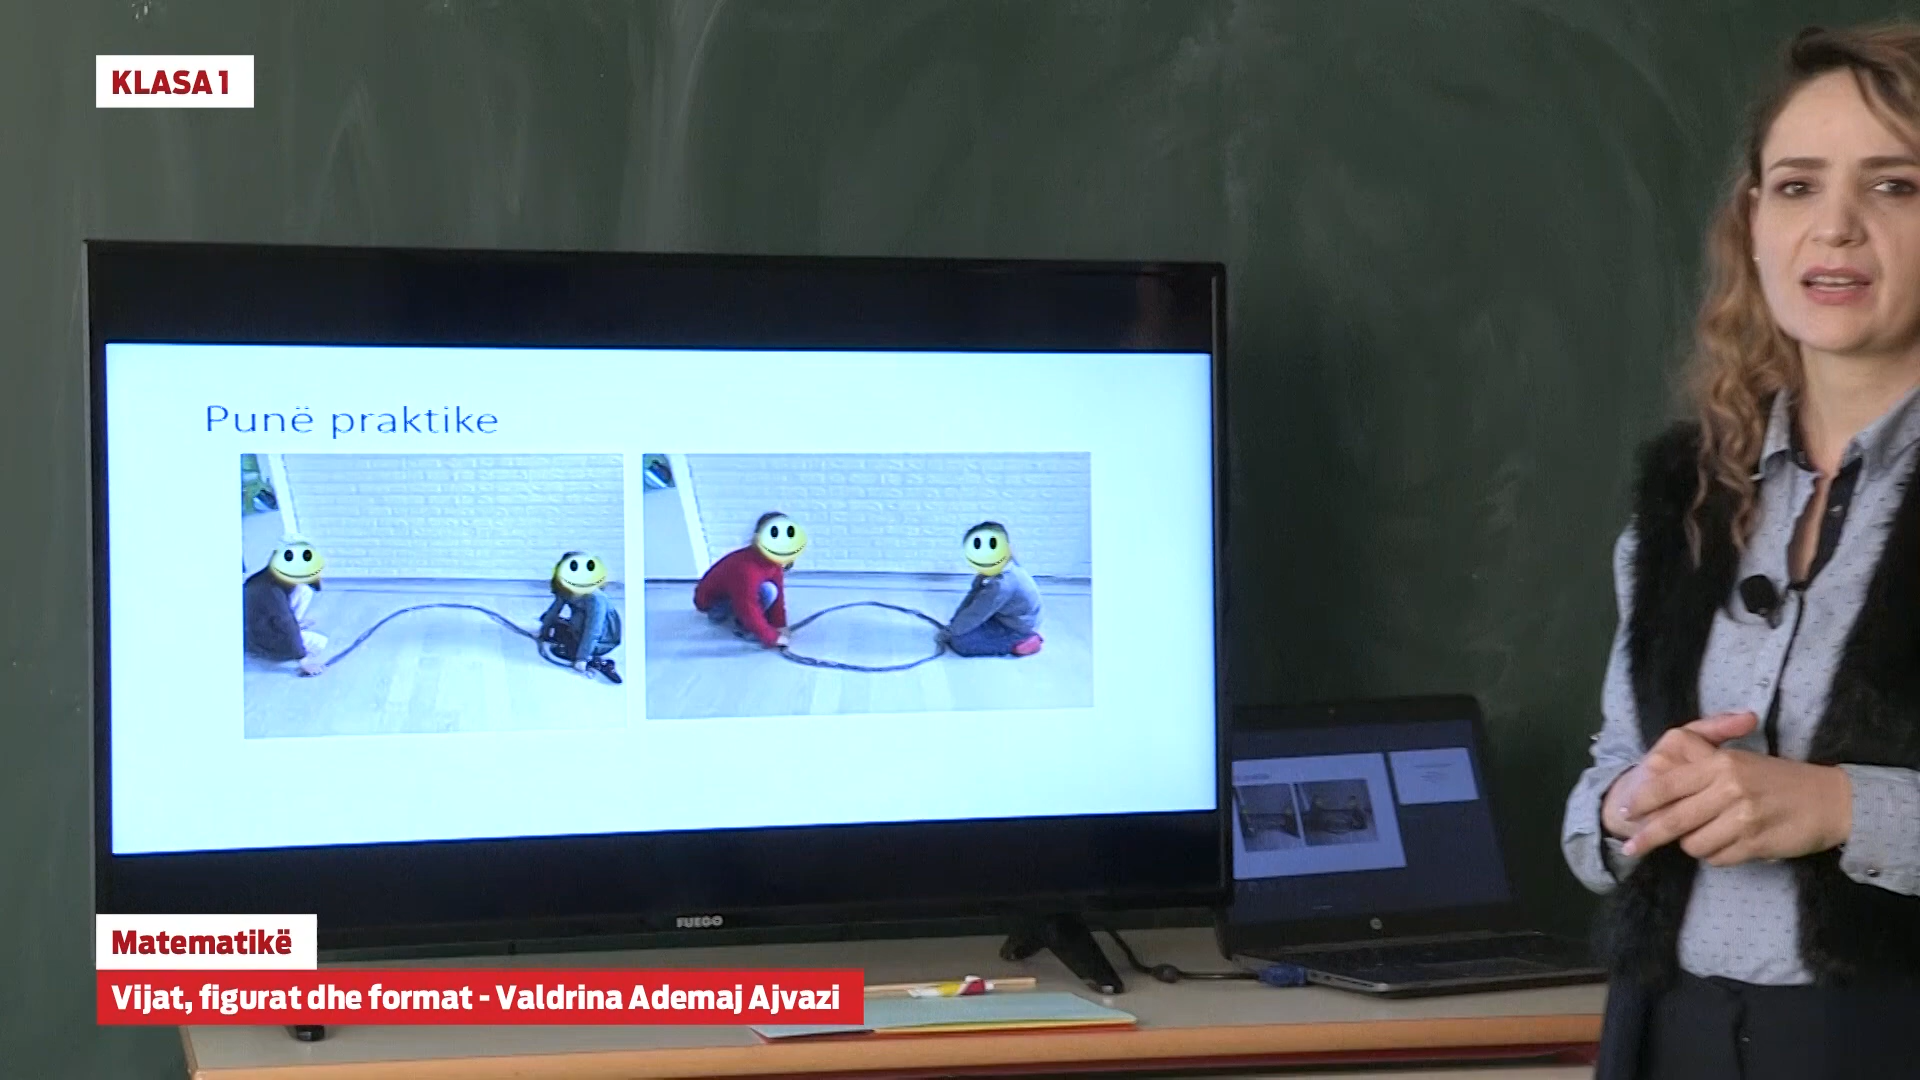 KLASA 1
Punë praktike
FUEGO
Matematikë
Vijat, figurat dhe format - Valdrina Ademaj Ajvazi